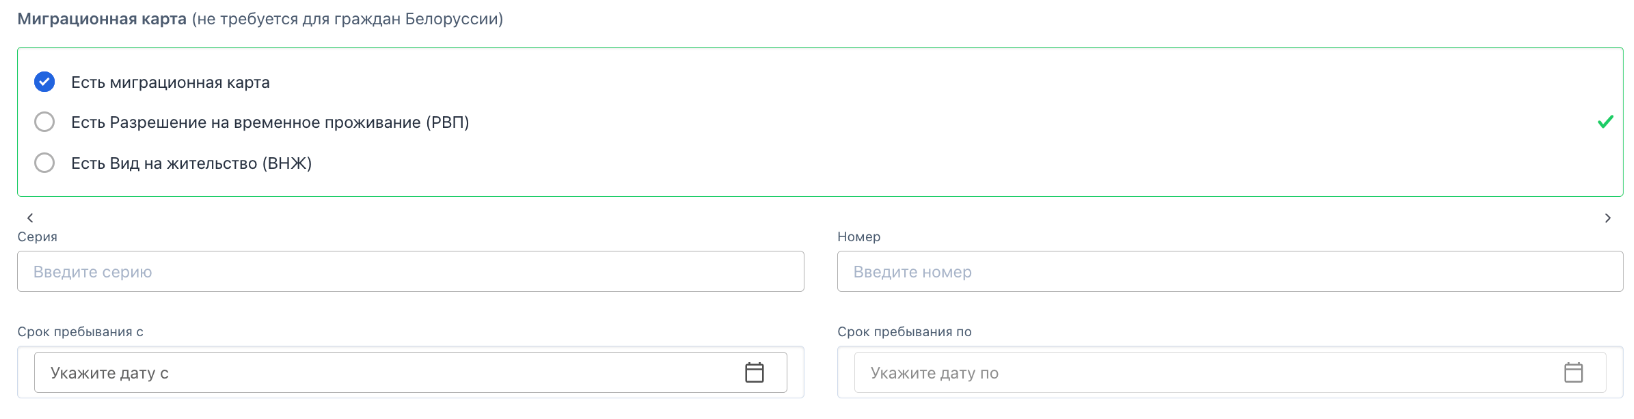 Миграционная карта (не требуется для граждан Белоруссии)
Есть миграционная карта
Есть Разрешение на временное проживание (РВП)
Есть Вид на жительство (ВНЖ)
Серия
Номер
Введите серию
Введите номер
Срок пребывания с
Срок пребывания по
Укажите дату с
Укажите дату по